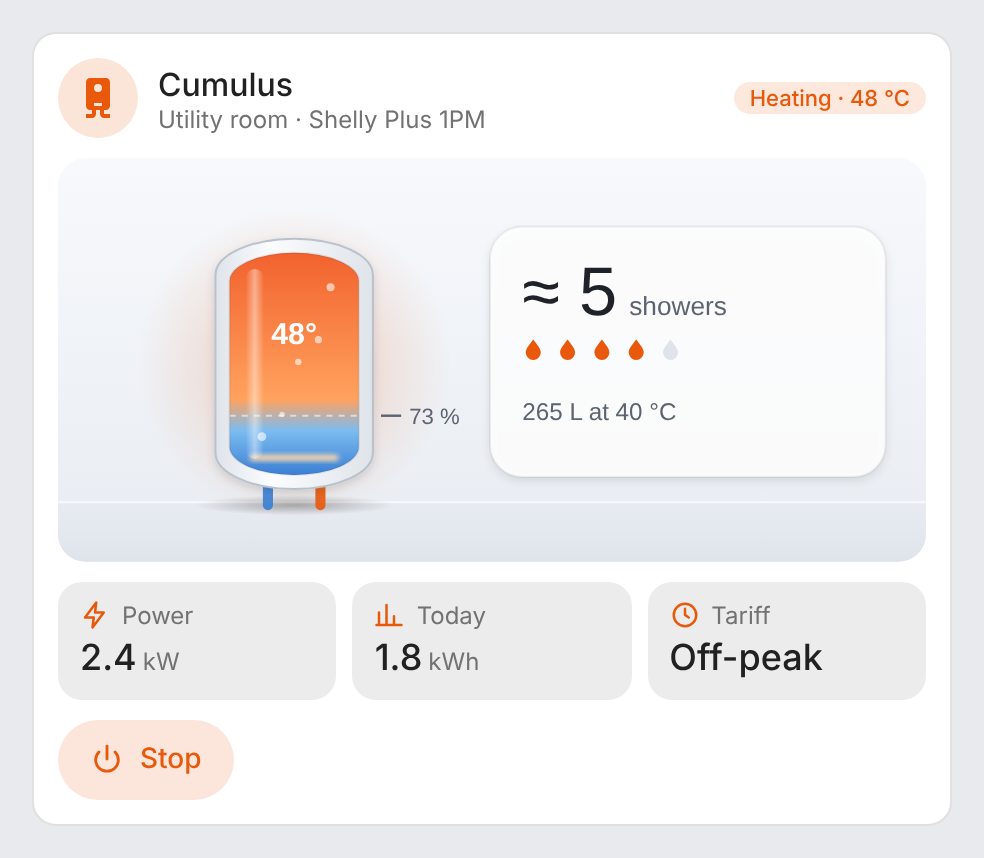 Cumulus
Utility room · Shelly Plus 1PM
Heating · 48 °C
48°
73 %
≈ 5 showers
265 L at 40 °C
Power
2.4 kW
Today
1.8 kWh
Tariff
Off-peak
Stop